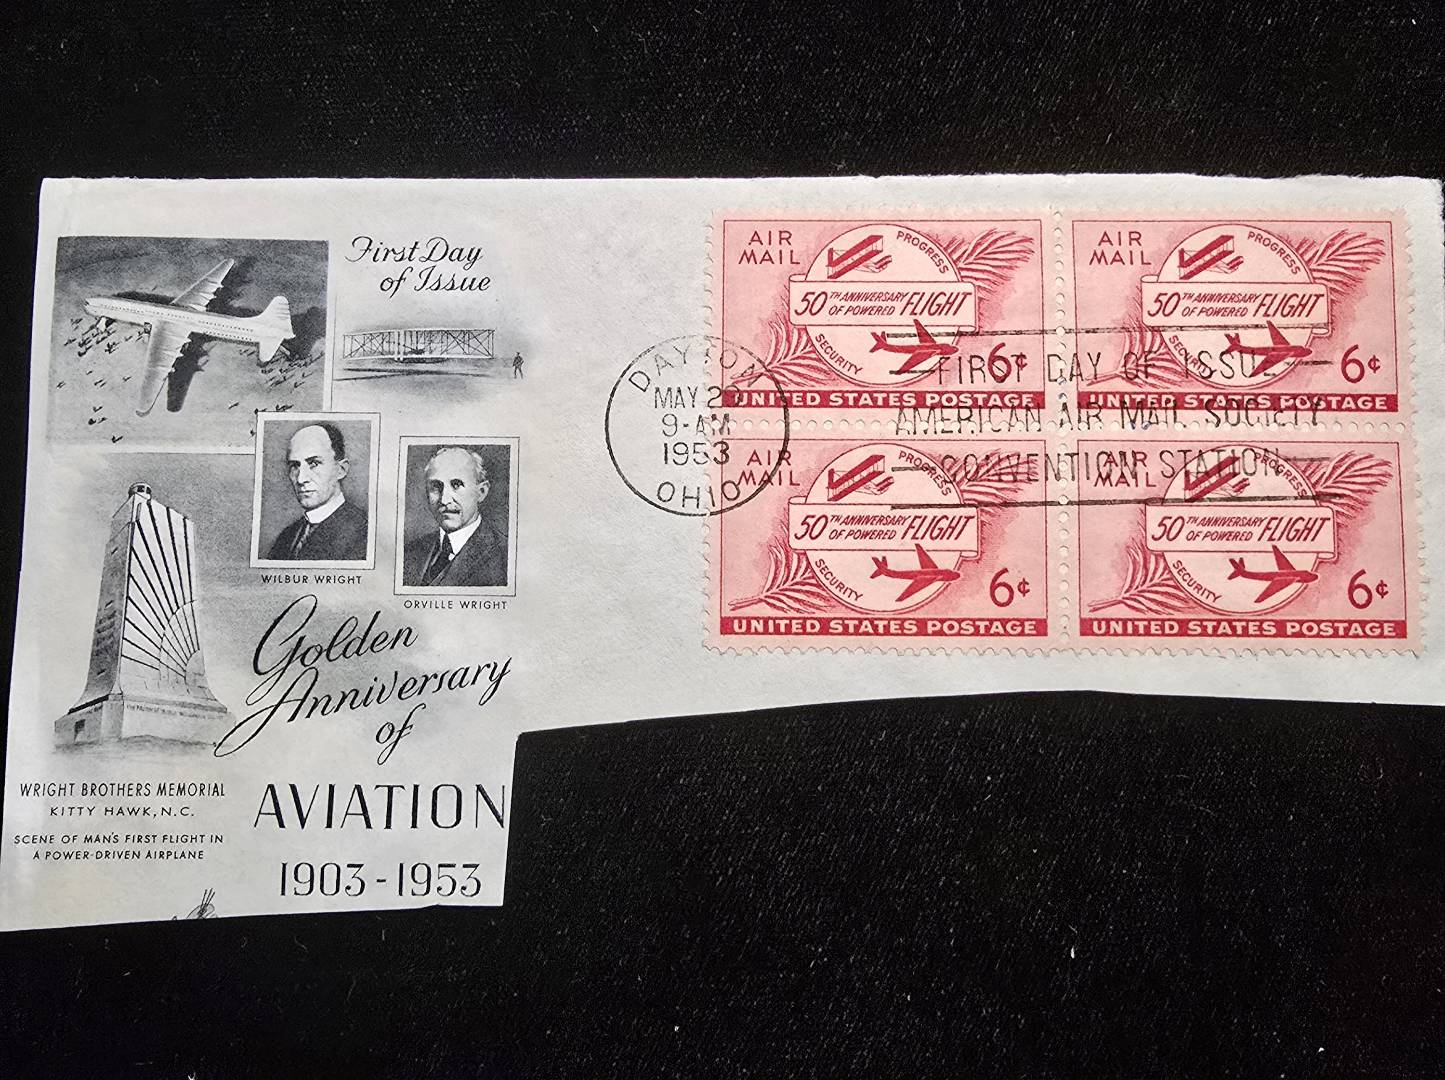 First Day
of Issue
WILBUR WRIGHT
ORVILLE WRIGHT
Golden
Anniversary
of
AVIATION
1903-1953
WRIGHT BROTHERS MEMORIAL
KITTY HAWK, N.C.
SCENE OF MAN'S FIRST FLIGHT IN
A POWER-DRIVEN AIRPLANE
DAYTON
MAY 29
9-AM
1953
OHIO
FIRST DAY OF ISSUE
AMERICAN AIR MAIL SOCIETY
CONVENTION STATION
AIR
MAIL
PROGRESS
50TH ANNIVERSARY
OF POWERED FLIGHT
SECURITY
6¢
UNITED STATES POSTAGE
AIR
MAIL
PROGRESS
50TH ANNIVERSARY
OF POWERED FLIGHT
SECURITY
6¢
UNITED STATES POSTAGE
AIR
MAIL
PROGRESS
50TH ANNIVERSARY
OF POWERED FLIGHT
SECURITY
6¢
UNITED STATES POSTAGE
AIR
MAIL
PROGRESS
50TH ANNIVERSARY
OF POWERED FLIGHT
SECURITY
6¢
UNITED STATES POSTAGE